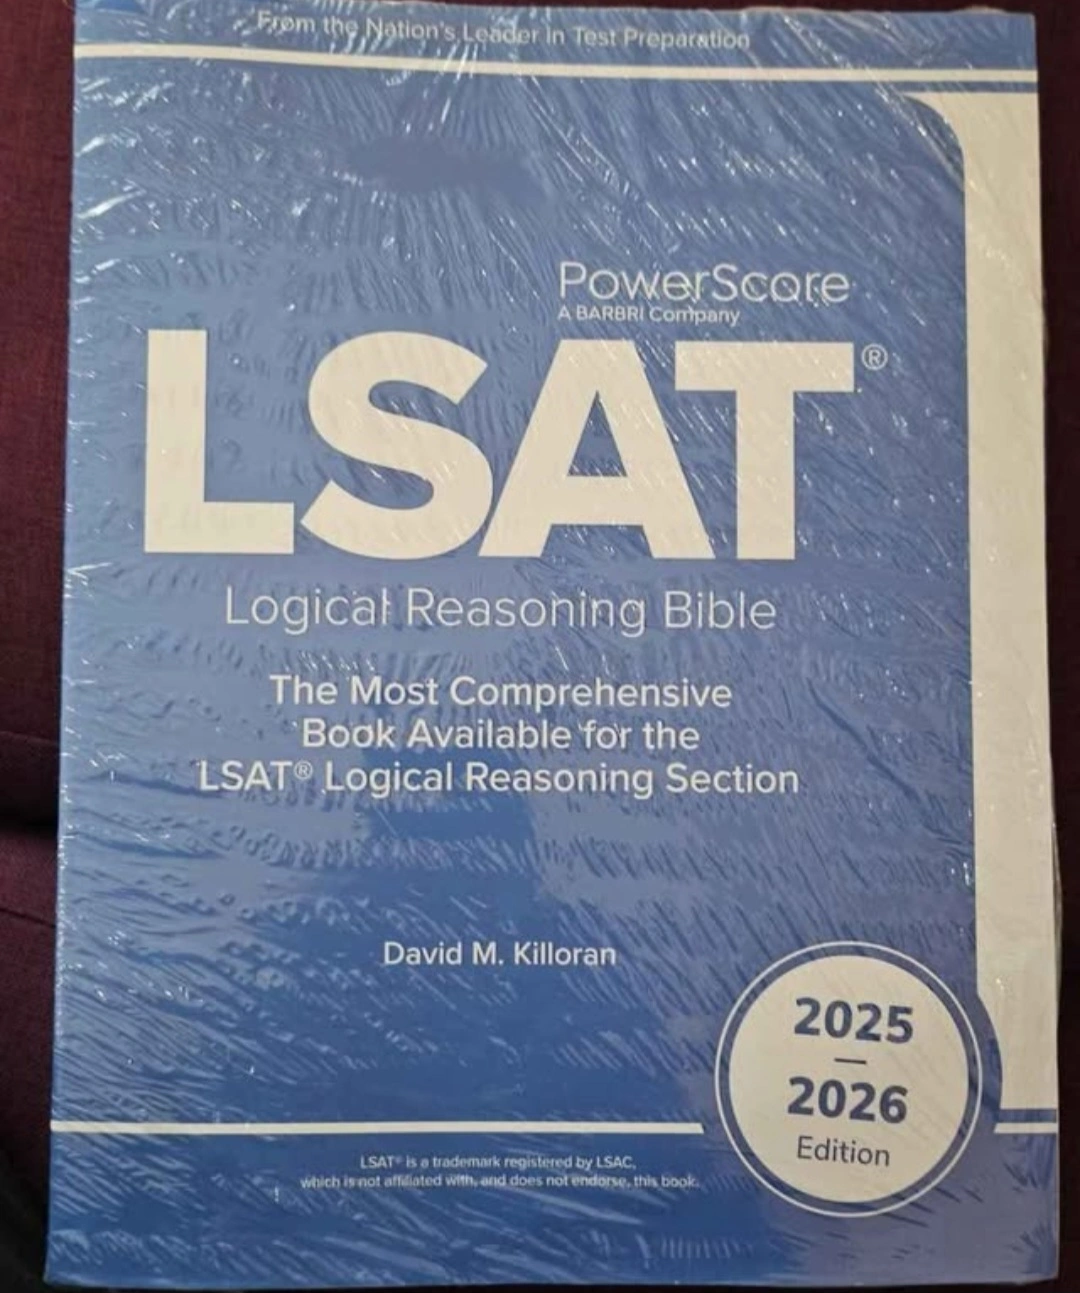 From the Nation's Leader in Test Preparation
PowerScore
A BARBRI Company
LSAT®
Logical Reasoning Bible
The Most Comprehensive
Book Available for the
LSAT® Logical Reasoning Section
David M. Killoran
2025
—
2026
Edition
LSAT® is a trademark registered by LSAC,
which is not affiliated with, and does not endorse, this book.